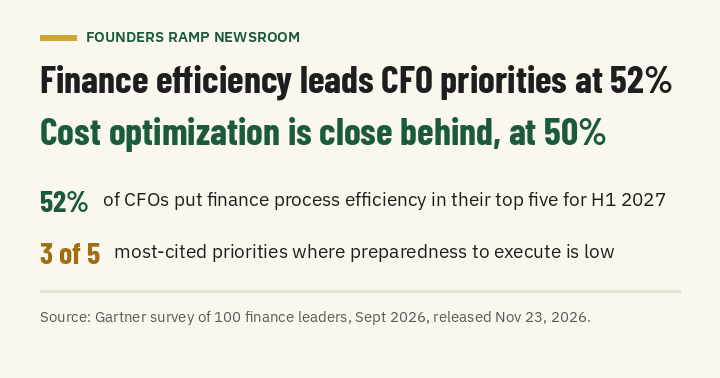 FOUNDERS RAMP NEWSROOM
Finance efficiency leads CFO priorities at 52%
Cost optimization is close behind, at 50%
52% of CFOs put finance process efficiency in their top five for H1 2027
3 of 5 most-cited priorities where preparedness to execute is low
Source: Gartner survey of 100 finance leaders, Sept 2026, released Nov 23, 2026.